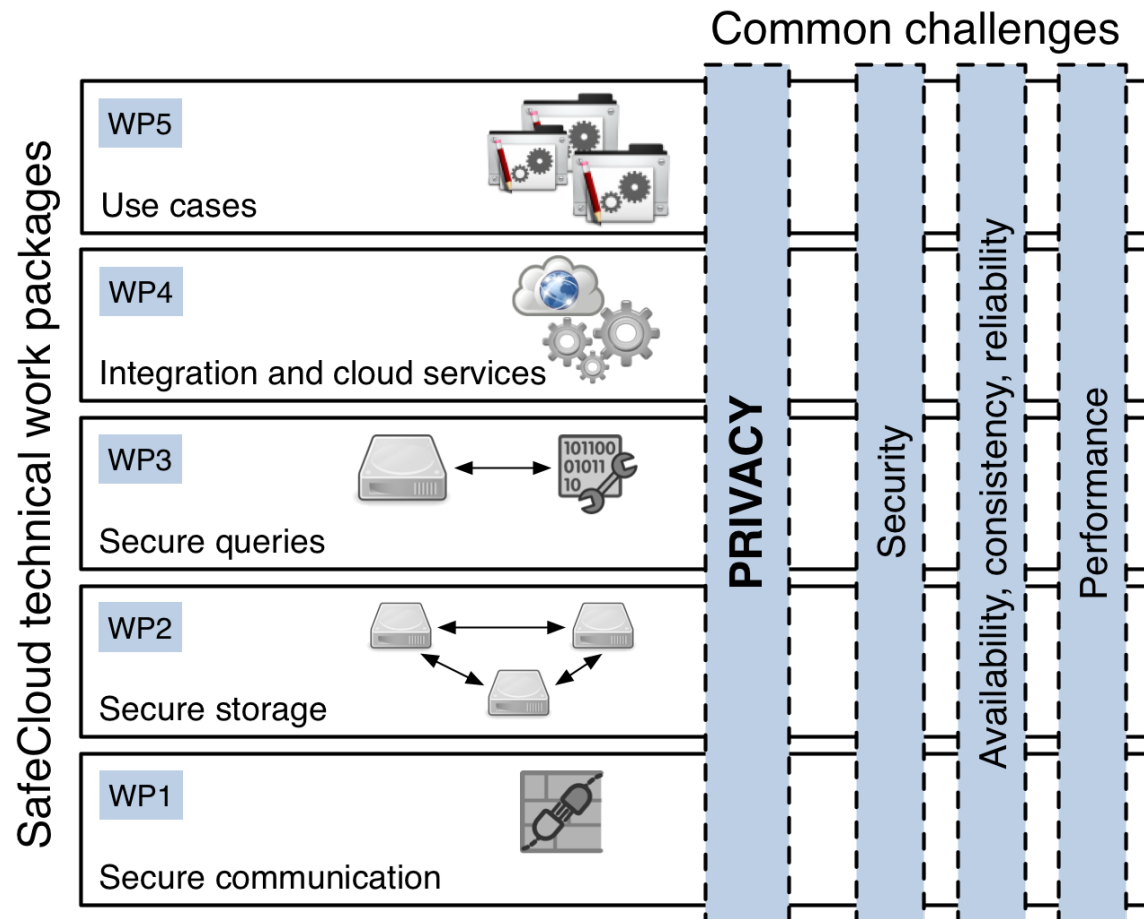 Common challenges
SafeCloud technical work packages
WP5
Use cases
WP4
Integration and cloud services
WP3
101100
01011
10
Secure queries
WP2
Secure storage
WP1
Secure communication
PRIVACY
Security
Availability, consistency, reliability
Performance